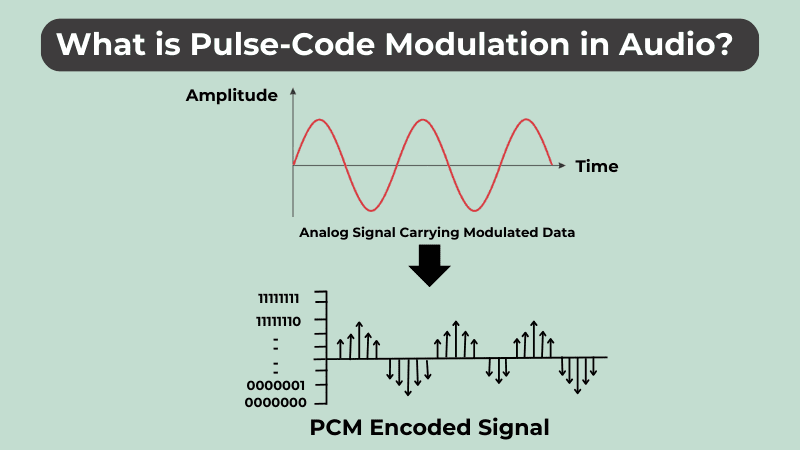 What is Pulse-Code Modulation in Audio?
Amplitude
Time
Analog Signal Carrying Modulated Data
11111111
11111110
-
-
-
-
0000001
0000000
PCM Encoded Signal